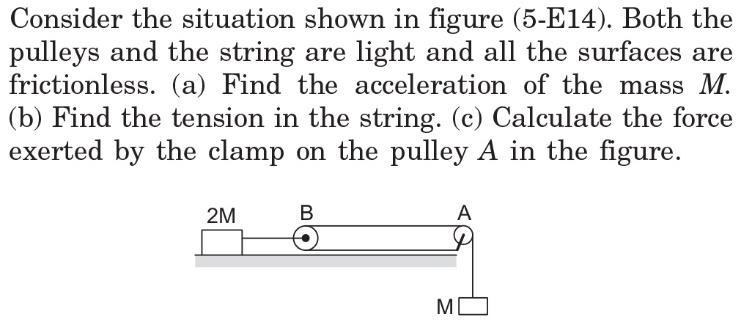 Consider the situation shown in figure (5-E14). Both the
pulleys and the string are light and all the surfaces are
frictionless. (a) Find the acceleration of the mass M.
(b) Find the tension in the string. (c) Calculate the force
exerted by the clamp on the pulley A in the figure.
2M B A
M